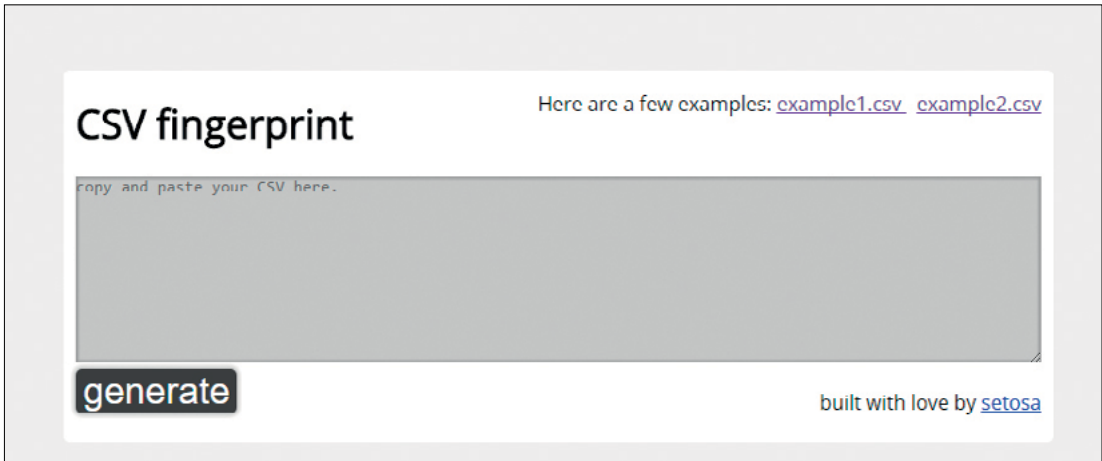 CSV fingerprint
Here are a few examples: example1.csv example2.csv
copy and paste your CSV here.
generate
built with love by setosa